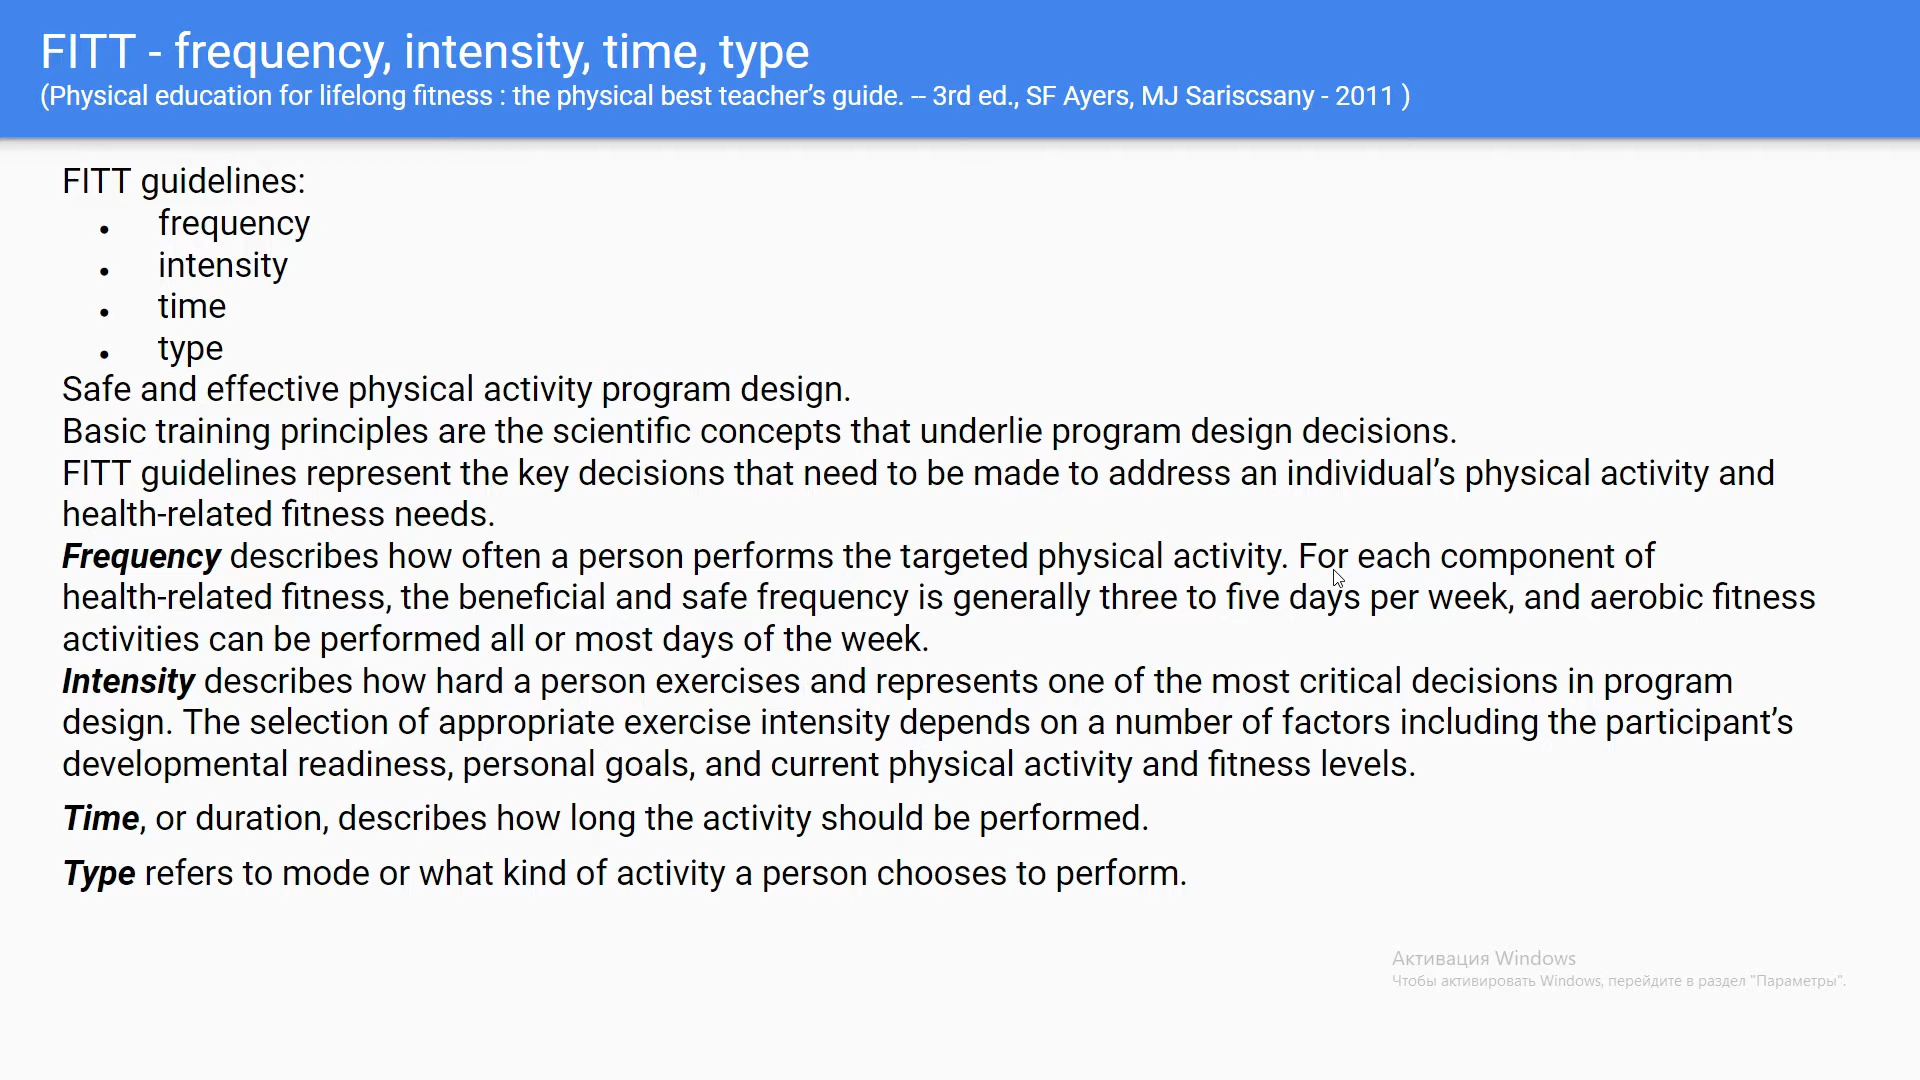 FITT - frequency, intensity, time, type
(Physical education for lifelong fitness : the physical best teacher’s guide. -- 3rd ed., SF Ayers, MJ Sariscsany - 2011 )
FITT guidelines:
• frequency
• intensity
• time
• type
Safe and effective physical activity program design.
Basic training principles are the scientific concepts that underlie program design decisions.
FITT guidelines represent the key decisions that need to be made to address an individual’s physical activity and
health-related fitness needs.
Frequency describes how often a person performs the targeted physical activity. For each component of
health-related fitness, the beneficial and safe frequency is generally three to five days per week, and aerobic fitness
activities can be performed all or most days of the week.
Intensity describes how hard a person exercises and represents one of the most critical decisions in program
design. The selection of appropriate exercise intensity depends on a number of factors including the participant’s
developmental readiness, personal goals, and current physical activity and fitness levels.
Time, or duration, describes how long the activity should be performed.
Type refers to mode or what kind of activity a person chooses to perform.
Активация Windows
Чтобы активировать Windows, перейдите в раздел "Параметры".